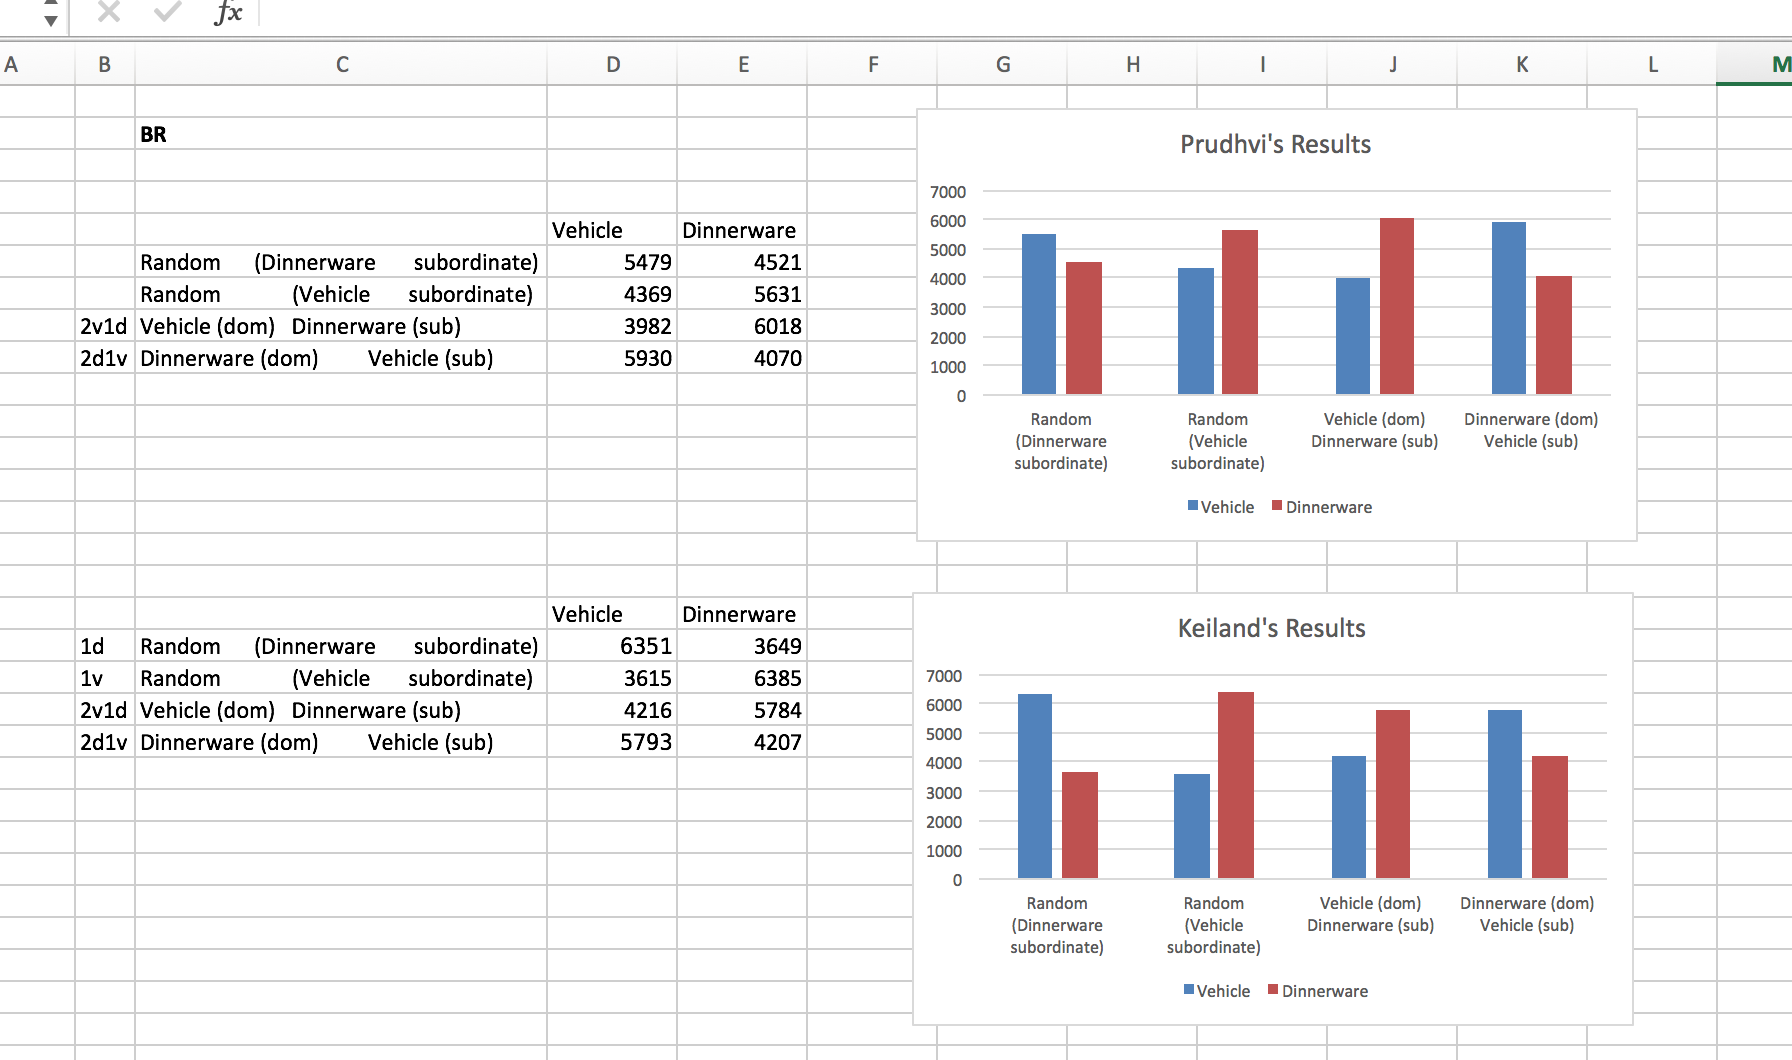 fx
A B C D E F G H I J K L M
BR
Vehicle Dinnerware
Random (Dinnerware subordinate) 5479 4521
Random (Vehicle subordinate) 4369 5631
2v1d Vehicle (dom) Dinnerware (sub) 3982 6018
2d1v Dinnerware (dom) Vehicle (sub) 5930 4070
Prudhvi's Results
7000
6000
5000
4000
3000
2000
1000
0
Random Random Vehicle (dom) Dinnerware (dom)
(Dinnerware (Vehicle Dinnerware (sub) Vehicle (sub)
subordinate) subordinate)
Vehicle Dinnerware
Vehicle Dinnerware
1d Random (Dinnerware subordinate) 6351 3649
1v Random (Vehicle subordinate) 3615 6385
2v1d Vehicle (dom) Dinnerware (sub) 4216 5784
2d1v Dinnerware (dom) Vehicle (sub) 5793 4207
Keiland's Results
7000
6000
5000
4000
3000
2000
1000
0
Random Random Vehicle (dom) Dinnerware (dom)
(Dinnerware (Vehicle Dinnerware (sub) Vehicle (sub)
subordinate) subordinate)
Vehicle Dinnerware